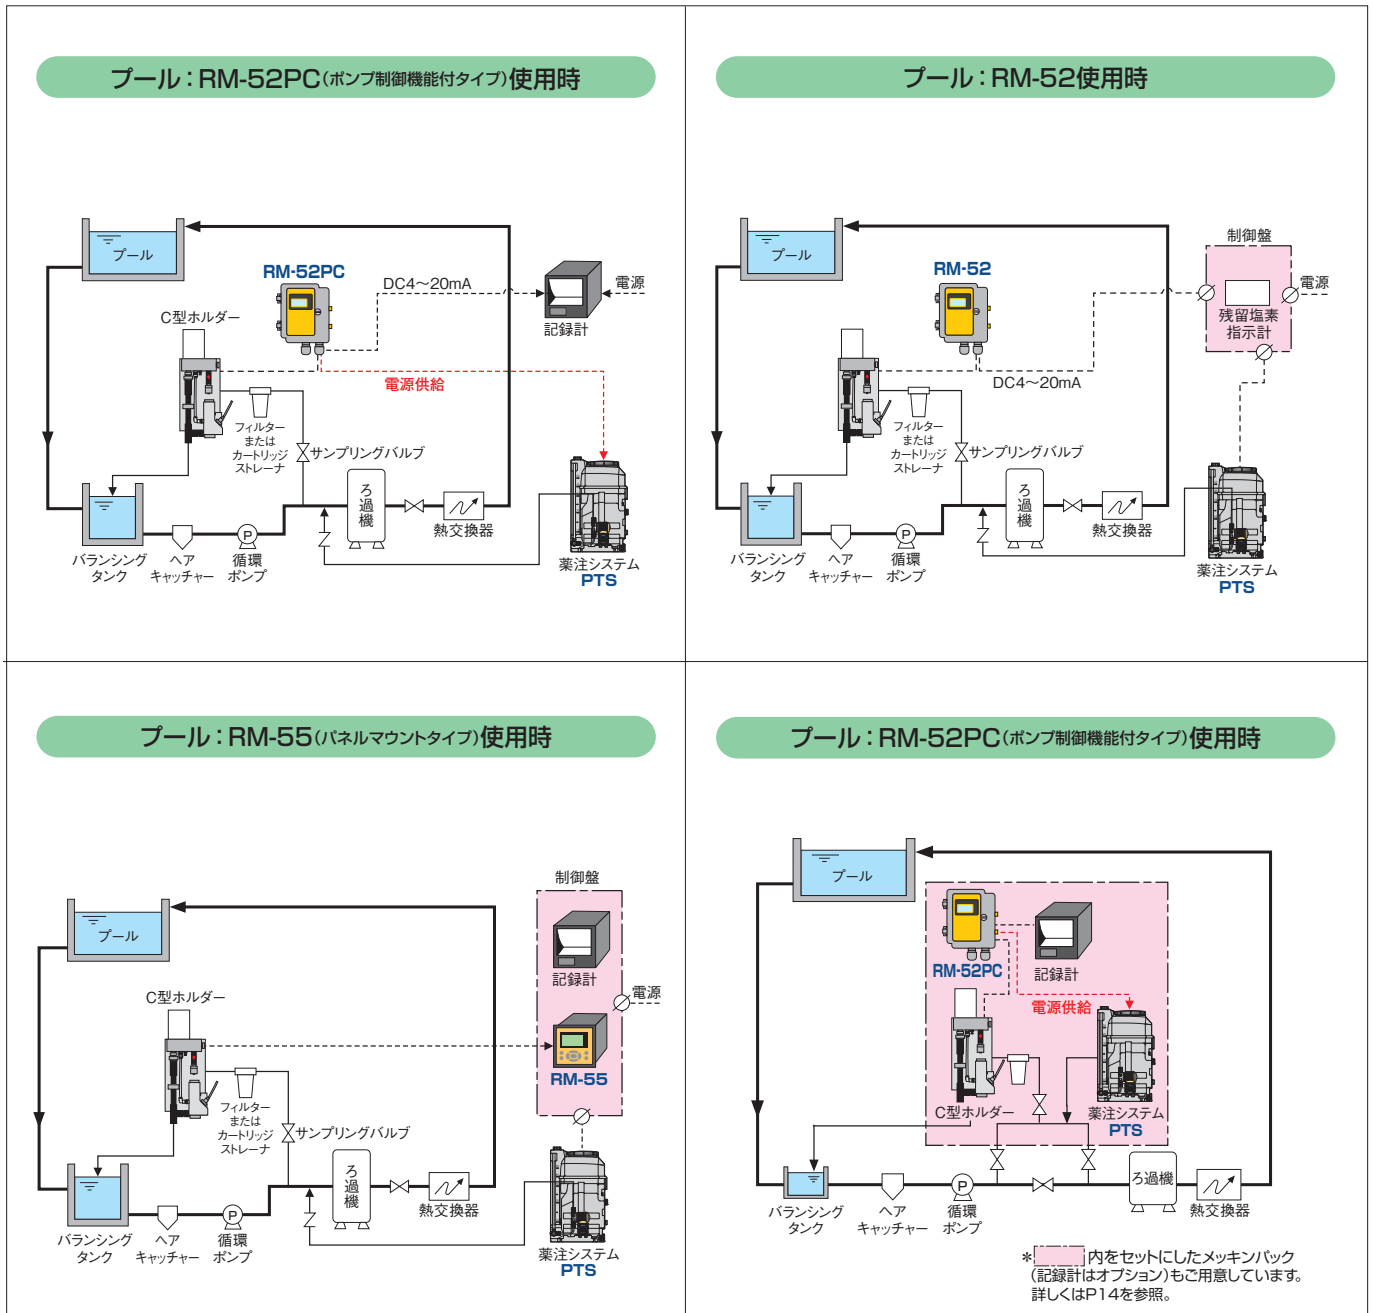 プール：RM-52PC（ポンプ制御機能付タイプ）使用時
プール
RM-52PC
DC4～20mA
電源
記録計
C型ホルダー
電源供給
フィルター
または
カートリッジ
ストレーナ
サンプリングバルブ
ろ過機
熱交換器
バランシング
タンク
ヘア
キャッチャー
P
循環
ポンプ
薬注システム
PTS
プール：RM-52使用時
プール
RM-52
制御盤
電源
残留塩素
指示計
DC4～20mA
フィルター
または
カートリッジ
ストレーナ
サンプリングバルブ
ろ過機
熱交換器
バランシング
タンク
ヘア
キャッチャー
P
循環
ポンプ
薬注システム
PTS
プール：RM-55（パネルマウントタイプ）使用時
制御盤
プール
記録計
電源
C型ホルダー
RM-55
フィルター
または
カートリッジ
ストレーナ
サンプリングバルブ
ろ過機
熱交換器
バランシング
タンク
ヘア
キャッチャー
P
循環
ポンプ
薬注システム
PTS
プール：RM-52PC（ポンプ制御機能付タイプ）使用時
プール
RM-52PC
記録計
電源供給
C型ホルダー
薬注システム
PTS
ろ過機
熱交換器
バランシング
タンク
ヘア
キャッチャー
P
循環
ポンプ
＊ 内をセットにしたメッキンパック
（記録計はオプション）もご用意しています。
詳しくはP14を参照。